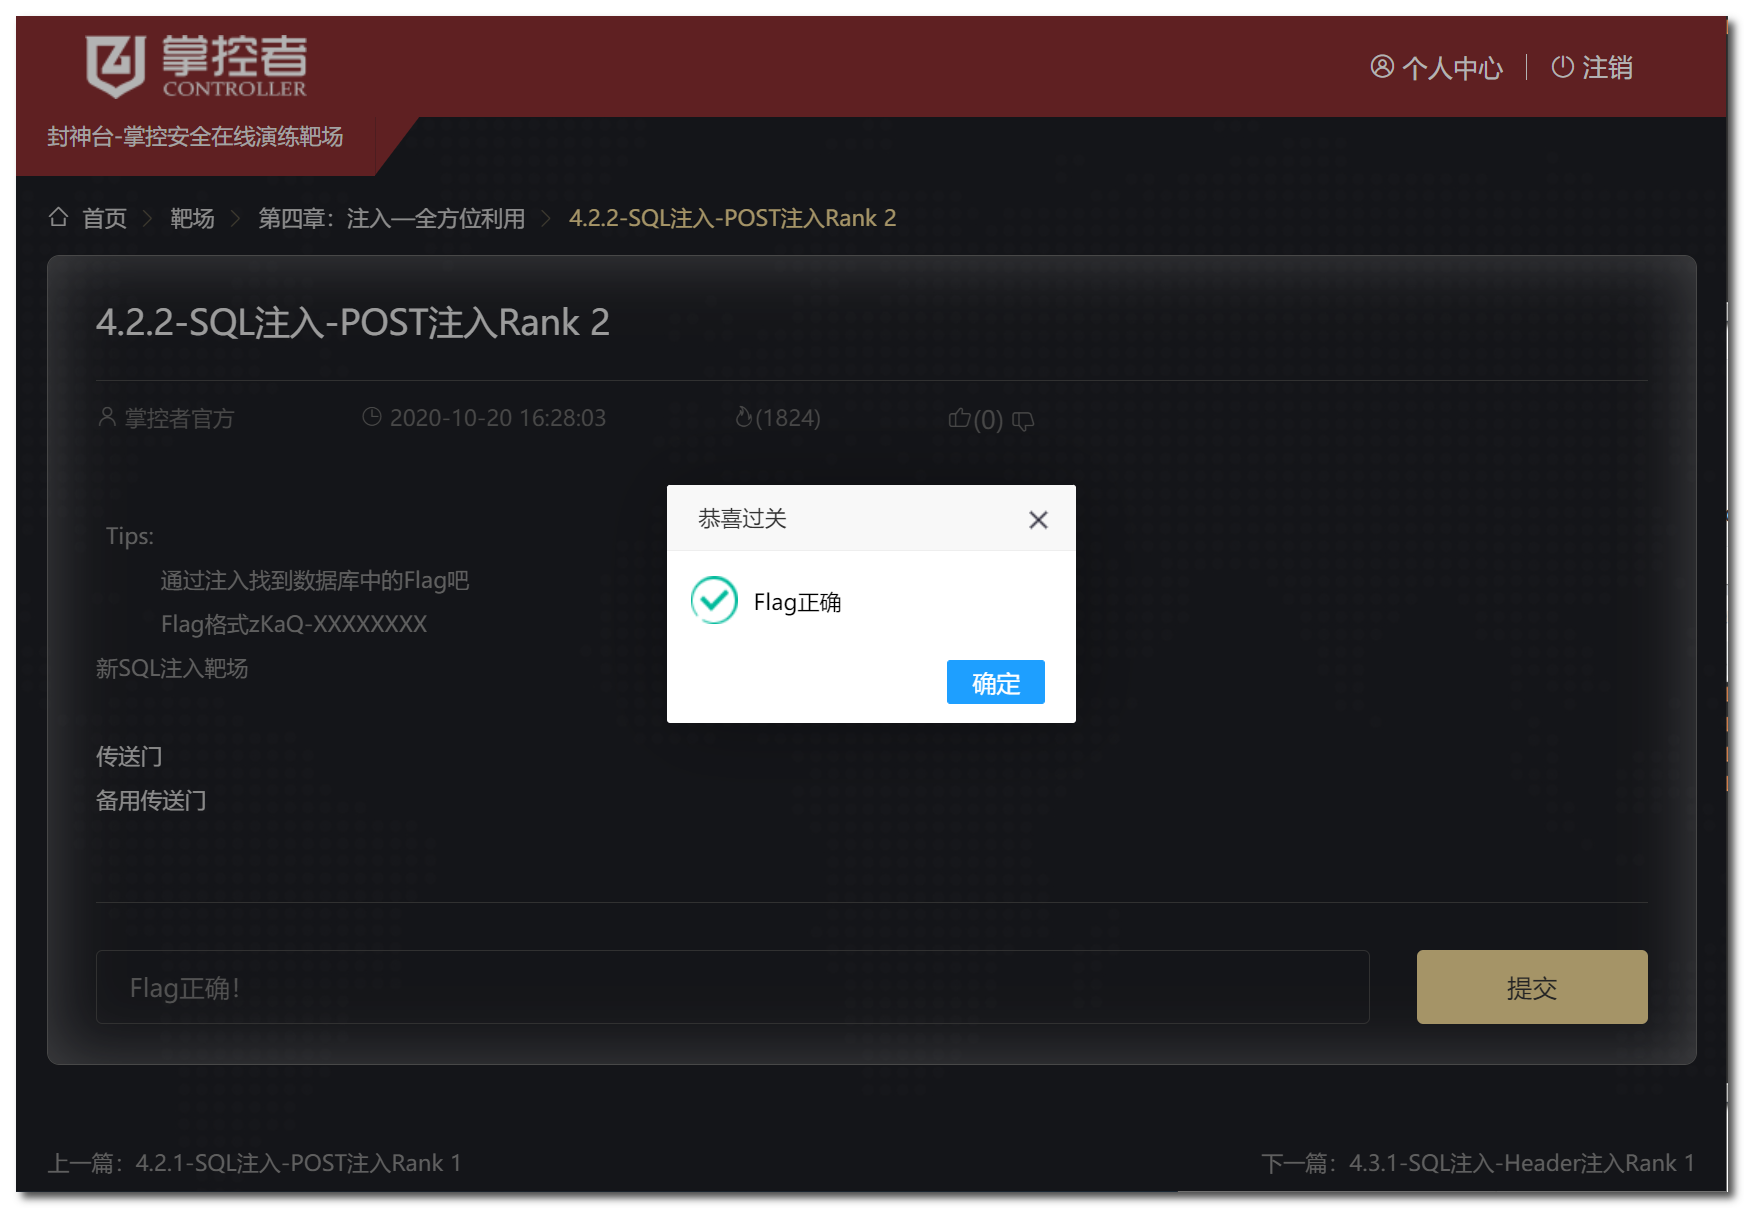 掌控者
CONTROLLER
个人中心
注销
封神台-掌控安全在线演练靶场
首页 靶场 第四章：注入—全方位利用 4.2.2-SQL注入-POST注入Rank 2
4.2.2-SQL注入-POST注入Rank 2
掌控者官方 2020-10-20 16:28:03 (1824) (0)
Tips:
通过注入找到数据库中的Flag吧
Flag格式zKaQ-XXXXXXXX
新SQL注入靶场
恭喜过关
Flag正确
确定
传送门
备用传送门
Flag正确！
提交
上一篇：4.2.1-SQL注入-POST注入Rank 1
下一篇：4.3.1-SQL注入-Header注入Rank 1